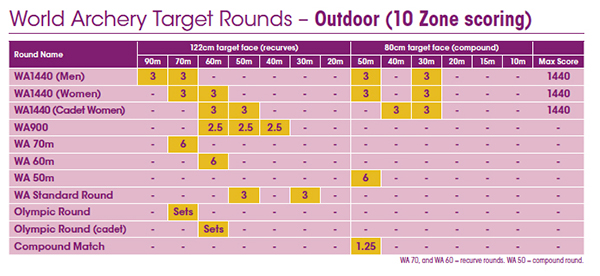 World Archery Target Rounds – Outdoor (10 Zone scoring)
Round Name 122cm target face (recurves) 80cm target face (compound)
90m 70m 60m 50m 40m 30m 20m 50m 40m 30m 20m 15m 10m Max Score
WA1440 (Men) 3 3 - - - - - 3 - 3 - - - 1440
WA1440 (Women) - 3 3 - - - - 3 - 3 - - - 1440
WA1440 (Cadet Women) - - 3 3 - - - - 3 3 - - - 1440
WA900 - - 2.5 2.5 2.5 - - - - - - - - -
WA 70m - 6 - - - - - - - - - - - -
WA 60m - - 6 - - - - - - - - - - -
WA 50m - - - - - - - 6 - - - - - -
WA Standard Round - - - 3 - 3 - - - - - - - -
Olympic Round - Sets - - - - - - - - - - - -
Olympic Round (cadet) - - Sets - - - - - - - - - - -
Compound Match - - - - - - - 1.25 - - - - - -
WA 70, and WA 60 = recurve rounds. WA 50 = compound round.